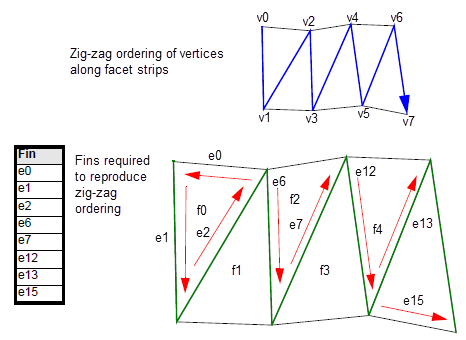 v0
v2
v4
v6
Zig-zag ordering of vertices
along facet strips
v1
v3
v5
v7
Fin
e0
e1
e2
e6
e7
e12
e13
e15
Fins required
to reproduce
zig-zag
ordering
e0
e6
e12
f0
f2
e1
e2
e7
f4
e13
f1
f3
e15